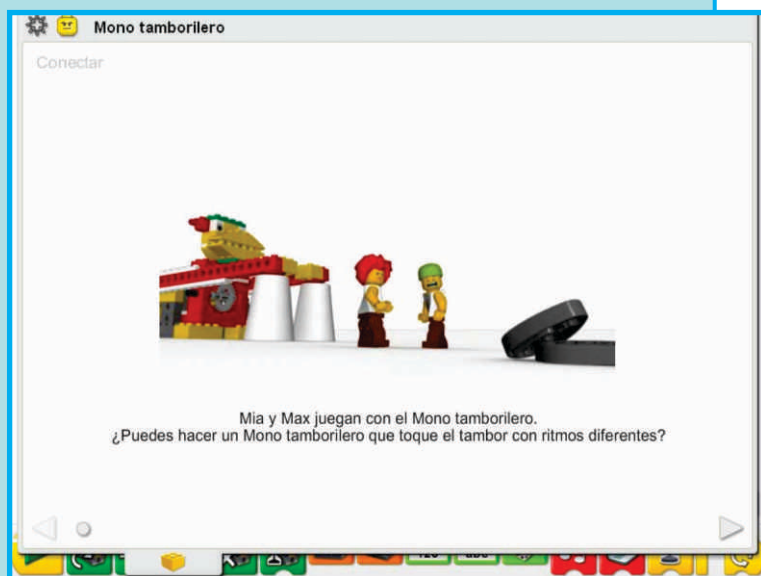 Mono tamborilero
Conectar
Mia y Max juegan con el Mono tamborilero.
¿Puedes hacer un Mono tamborilero que toque el tambor con ritmos diferentes?